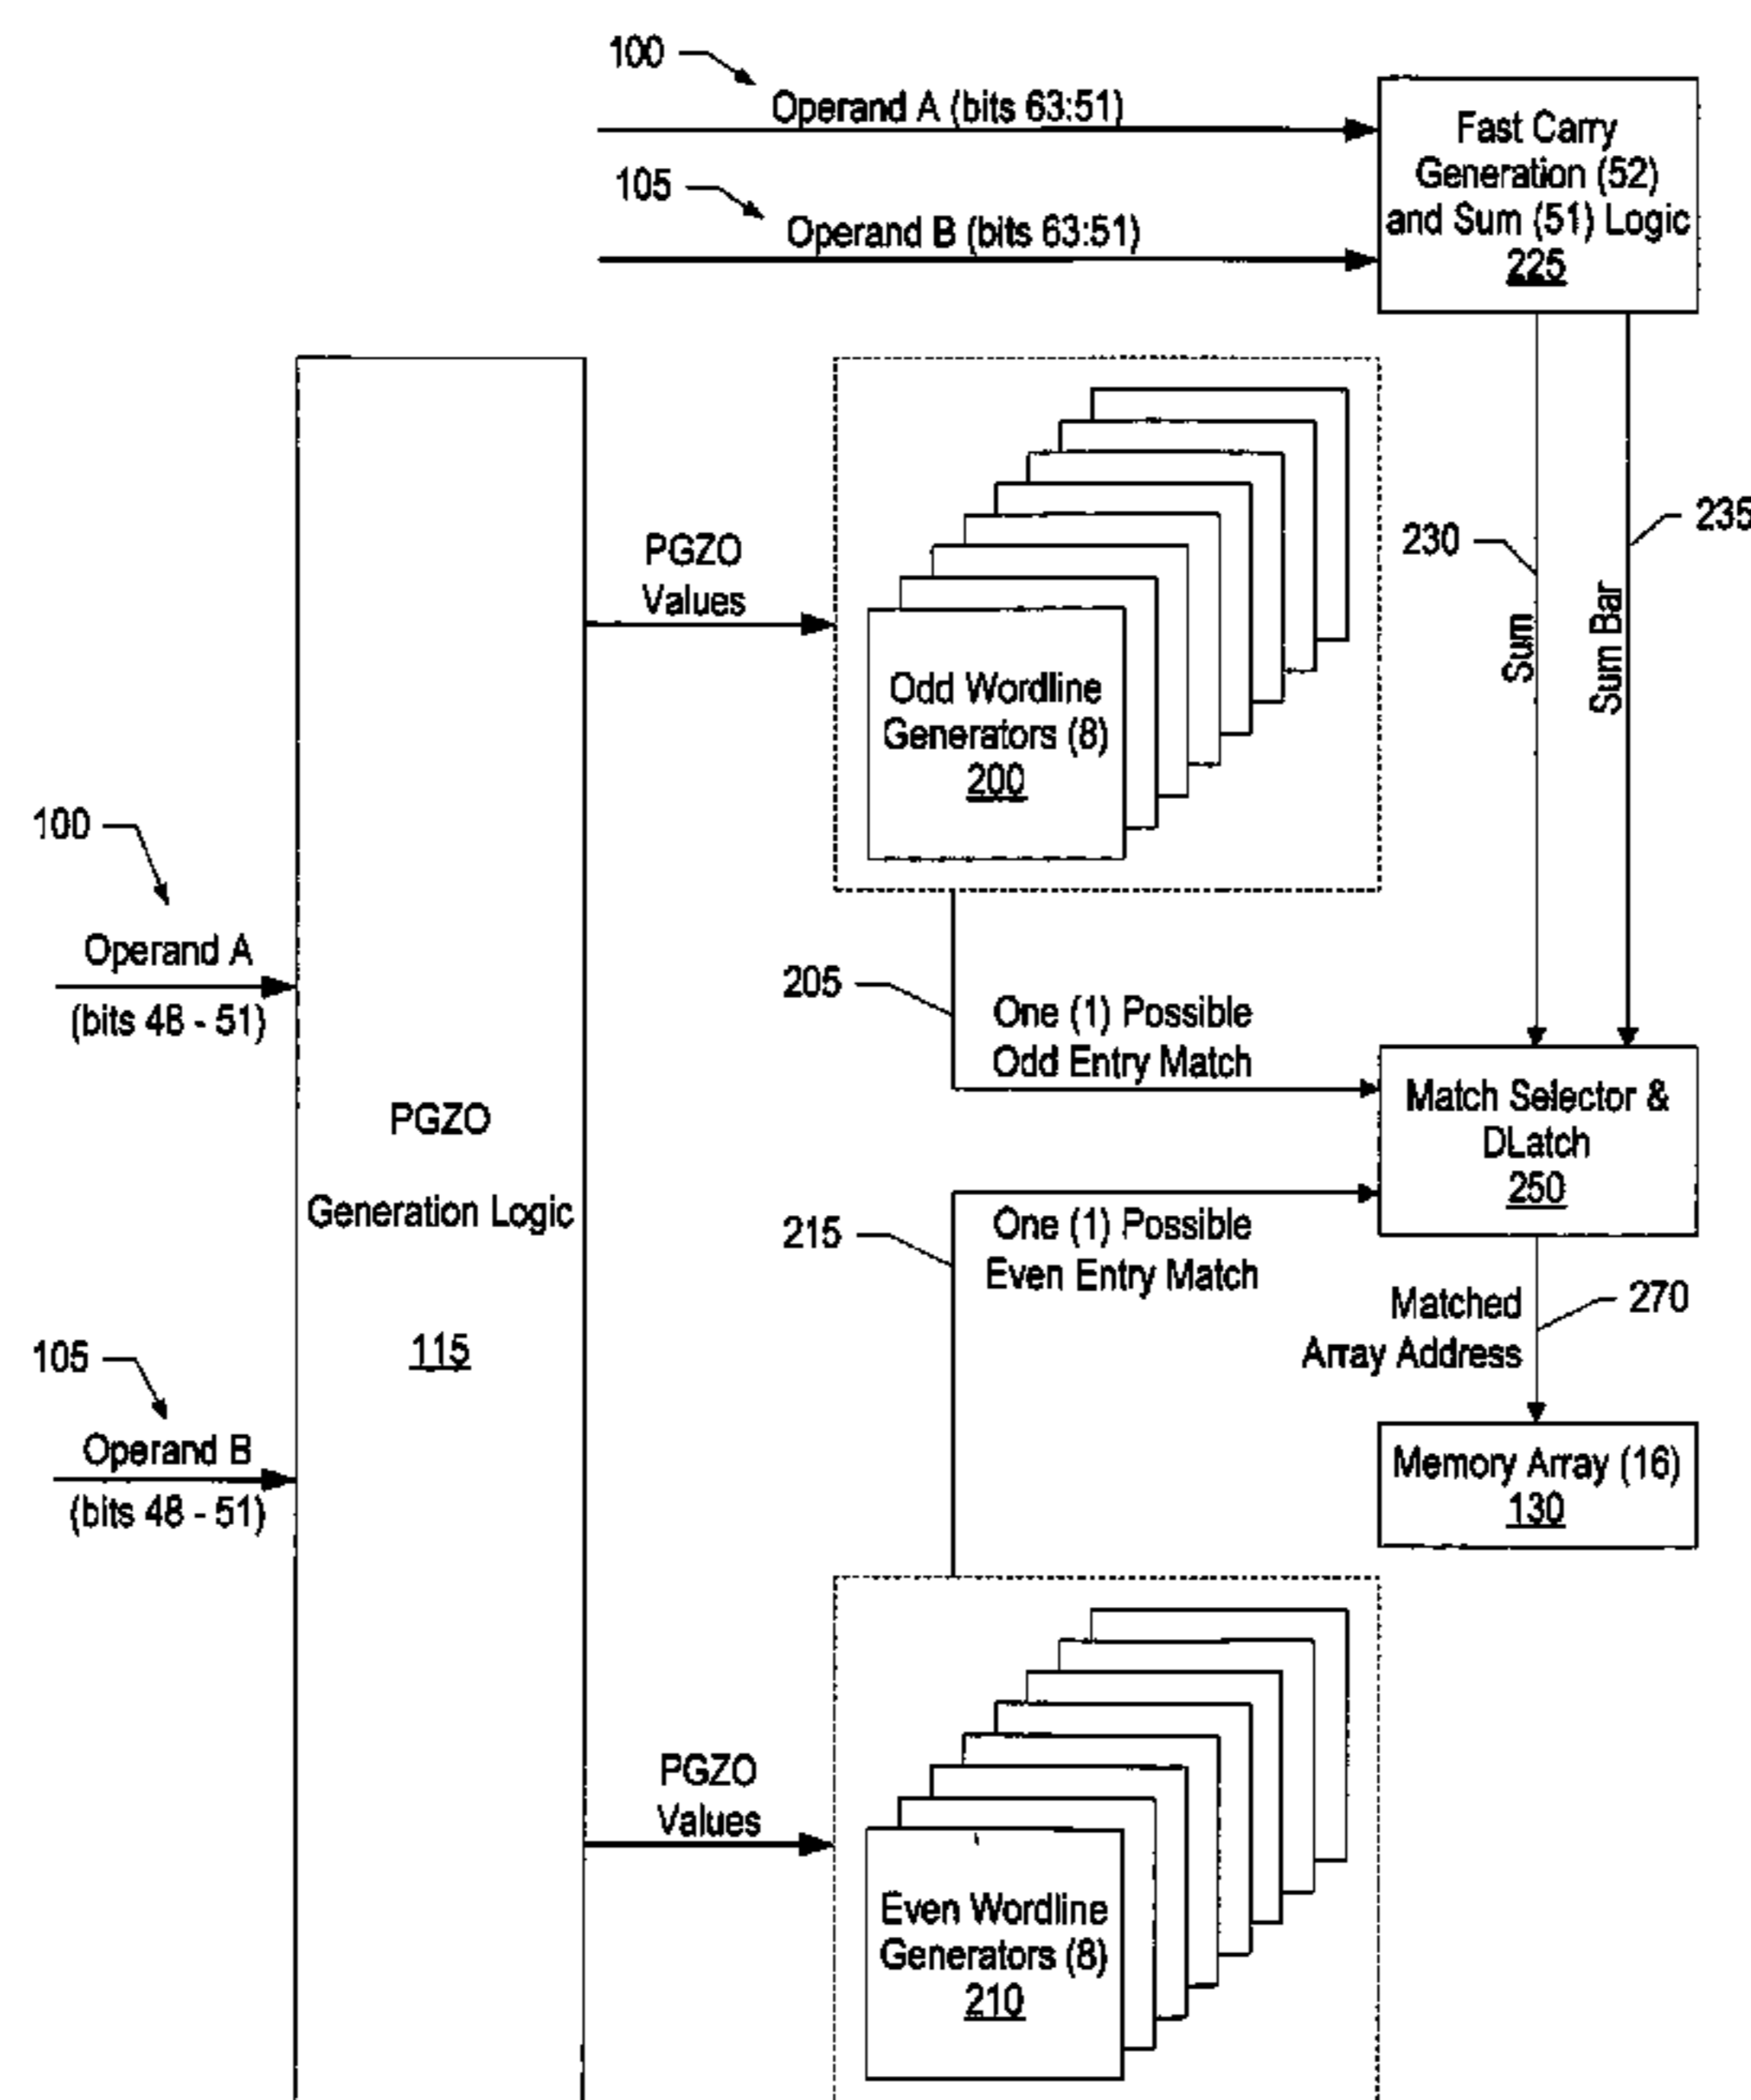 100
Operand A (bits 63:51)
105
Operand B (bits 63:51)
Fast Carry
Generation (52)
and Sum (51) Logic
225
PGZO
Values
Odd Wordline
Generators (8)
200
230
235
Sum
Sum Bar
100
Operand A
(bits 48 - 51)
PGZO
Generation Logic
115
105
Operand B
(bits 48 - 51)
205
One (1) Possible
Odd Entry Match
215
One (1) Possible
Even Entry Match
Match Selector &
DLatch
250
Matched
Array Address
270
Memory Array (16)
130
PGZO
Values
Even Wordline
Generators (8)
210